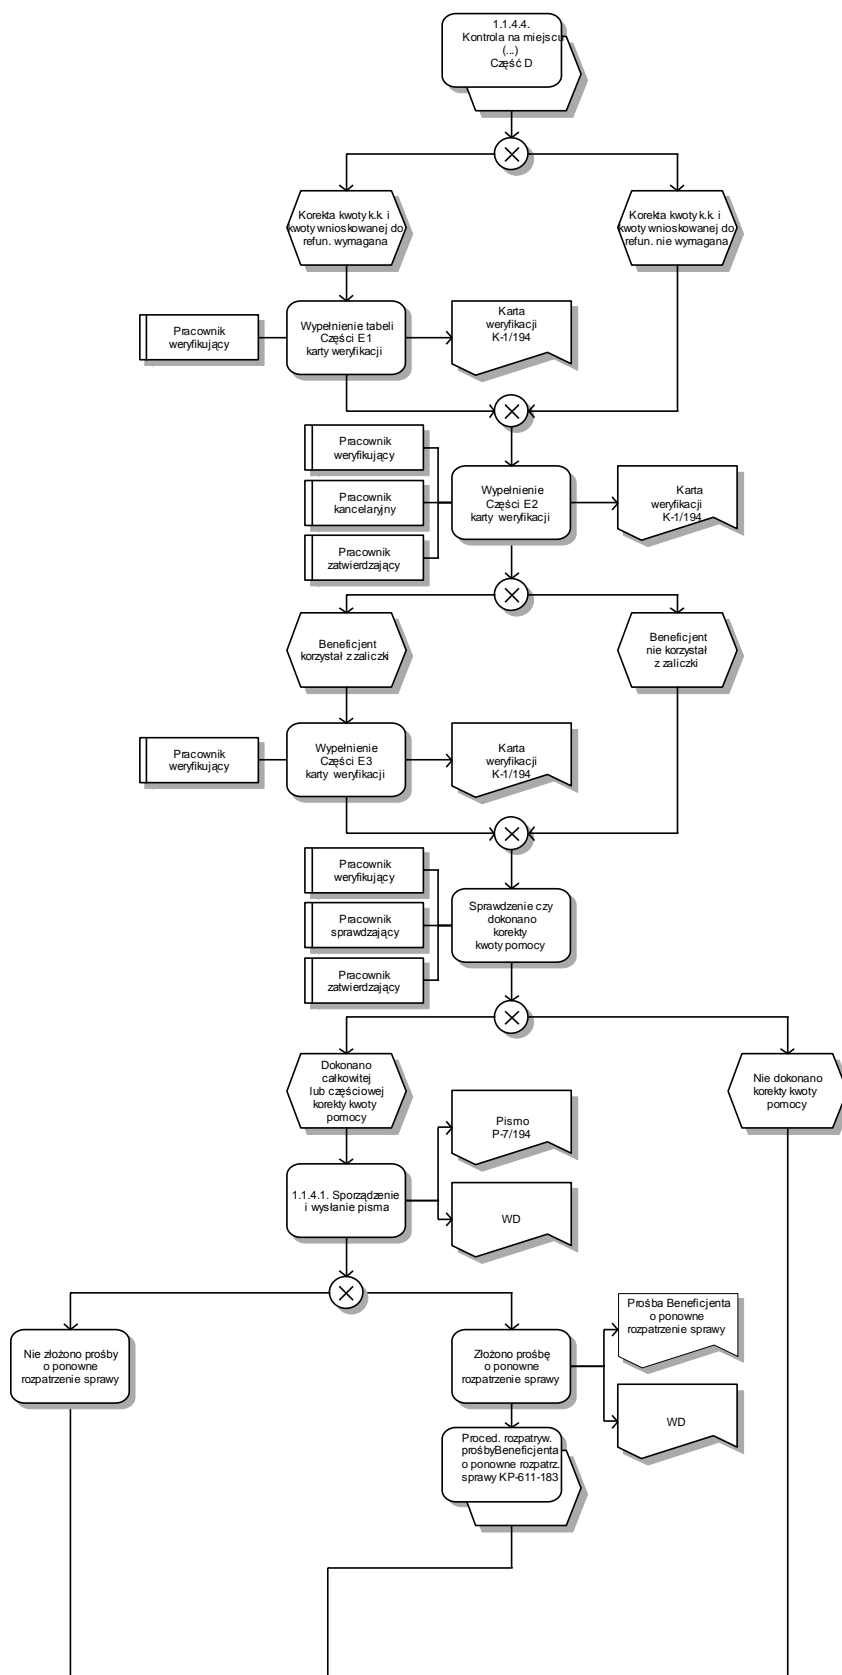 1.1.4.4.
Kontrola na miejscu
(...)
Część D
Korekta kwoty k.k. i
kwoty wnioskowanej do
refun. wymagana
Korekta kwoty k.k. i
kwoty wnioskowanej do
refun. nie wymagana
Pracownik
weryfikujący
Wypełnienie tabeli
Części E1
karty weryfikacji
Karta
weryfikacji
K-1/194
Pracownik
weryfikujący
Pracownik
kancelaryjny
Pracownik
zatwierdzający
Wypełnienie
Części E2
karty weryfikacji
Karta
weryfikacji
K-1/194
Beneficjent
korzystał z zaliczki
Beneficjent
nie korzystał
z zaliczki
Pracownik
weryfikujący
Wypełnienie
Części E3
karty weryfikacji
Karta
weryfikacji
K-1/194
Pracownik
weryfikujący
Pracownik
sprawdzający
Pracownik
zatwierdzający
Sprawdzenie czy
dokonano
korekty
kwoty pomocy
Dokonano
całkowitej
lub częściowej
korekty kwoty
pomocy
Nie dokonano
korekty kwoty
pomocy
Pismo
P-7/194
1.1.4.1. Sporządzenie
i wysłanie pisma
WD
Nie złożono prośby
o ponowne
rozpatrzenie sprawy
Złożono prośbę
o ponowne
rozpatrzenie sprawy
Prośba Beneficjenta
o ponowne
rozpatrzenie sprawy
WD
Proced. rozpatryw.
prośby Beneficjenta
o ponowne rozpatrz.
sprawy KP-611-183